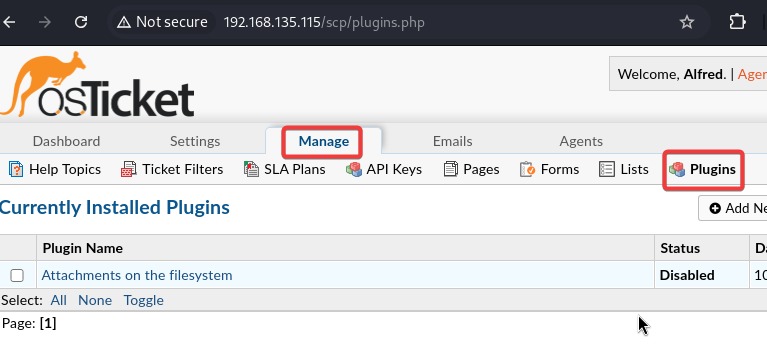 Not secure 192.168.135.115/scp/plugins.php
Welcome, Alfred. | Agen
osTicket
Dashboard Settings Manage Emails Agents
Help Topics Ticket Filters SLA Plans API Keys Pages Forms Lists Plugins
Currently Installed Plugins
Add Ne
Plugin Name Status Da
Attachments on the filesystem Disabled 10
Select: All None Toggle
Page: [1]